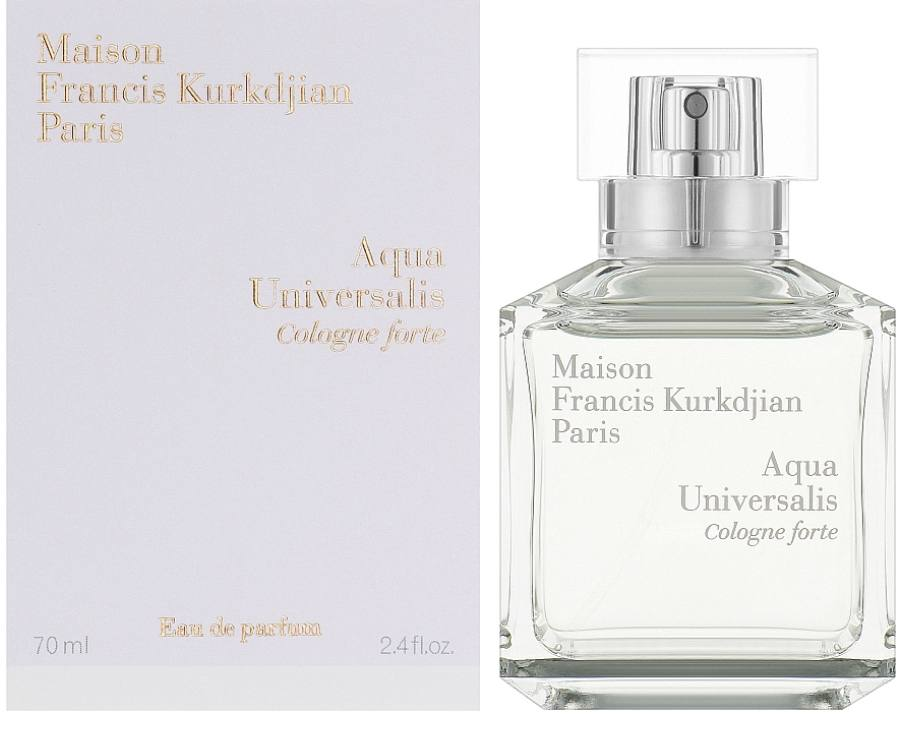 Maison
Francis Kurkdjian
Paris
Aqua
Universalis
Cologne forte
Eau de parfum
70 ml
2.4 fl.oz.
Maison
Francis Kurkdjian
Paris
Aqua
Universalis
Cologne forte